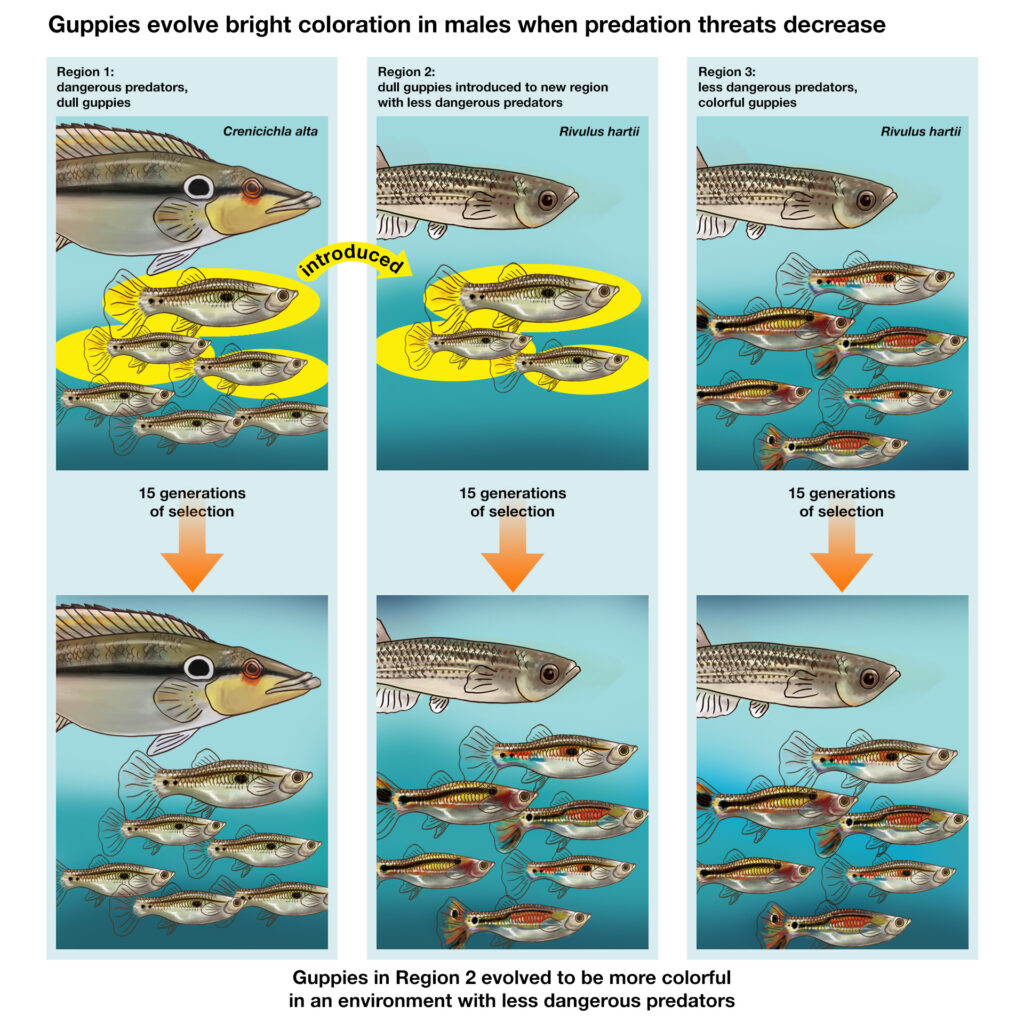 Guppies evolve bright coloration in males when predation threats decrease
Region 1:
dangerous predators,
dull guppies
Crenicichla alta
Region 2:
dull guppies introduced to new region
with less dangerous predators
Rivulus hartii
Region 3:
less dangerous predators,
colorful guppies
Rivulus hartii
introduced
15 generations
of selection
15 generations
of selection
15 generations
of selection
Guppies in Region 2 evolved to be more colorful
in an environment with less dangerous predators